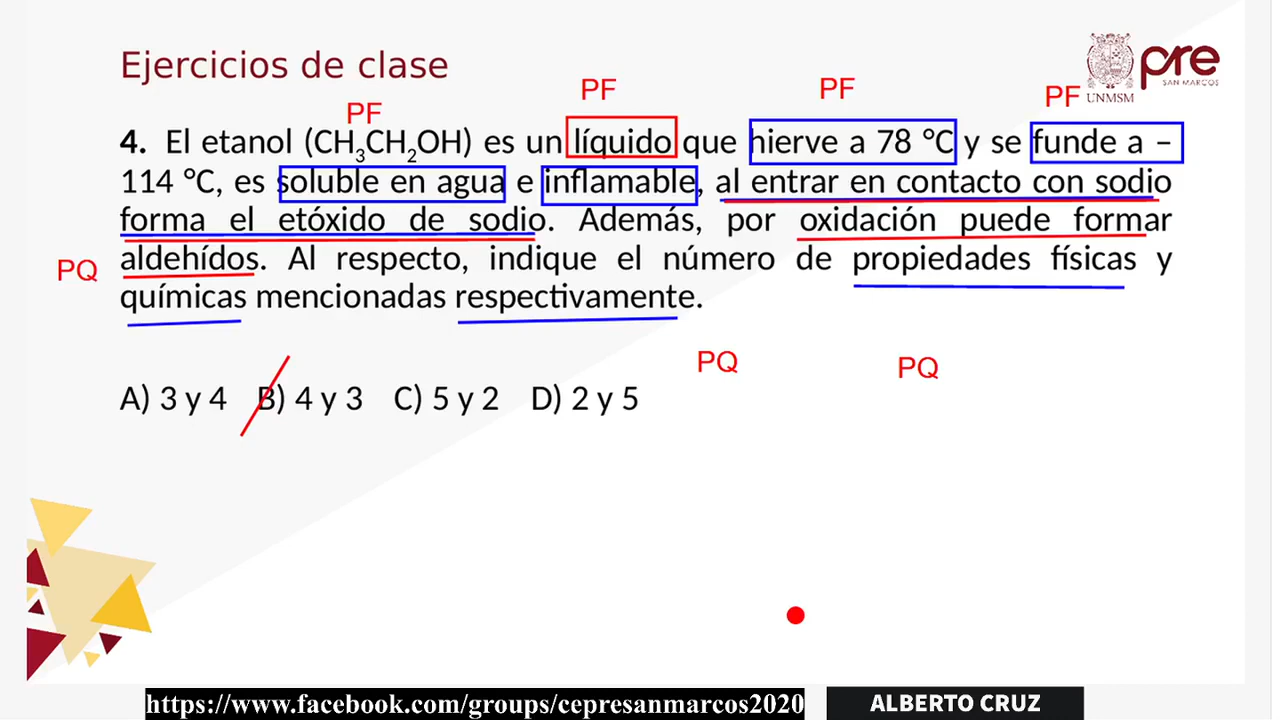 Ejercicios de clase
pre
SAN MARCOS
UNMSM
PF PF PF PF
4. El etanol (CH3CH2OH) es un líquido que hierve a 78 °C y se funde a –
114 °C, es soluble en agua e inflamable, al entrar en contacto con sodio
forma el etóxido de sodio. Además, por oxidación puede formar
PQ aldehídos. Al respecto, indique el número de propiedades físicas y
químicas mencionadas respectivamente.
PQ PQ
A) 3 y 4 B) 4 y 3 C) 5 y 2 D) 2 y 5
https://www.facebook.com/groups/cepresanmarcos2020
ALBERTO CRUZ